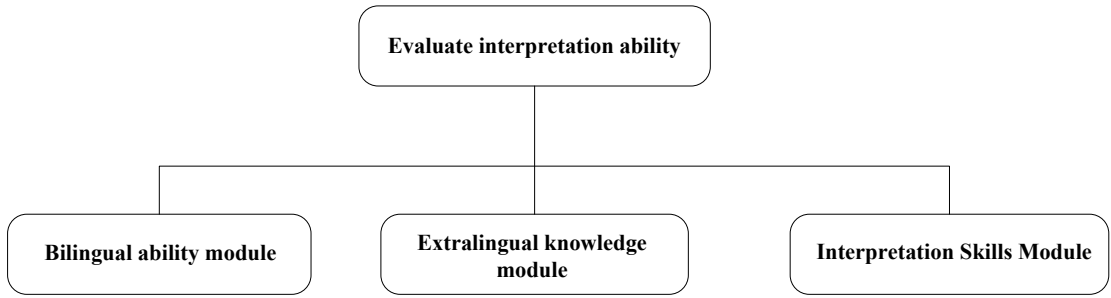 Evaluate interpretation ability
Bilingual ability module
Extralingual knowledge
module
Interpretation Skills Module